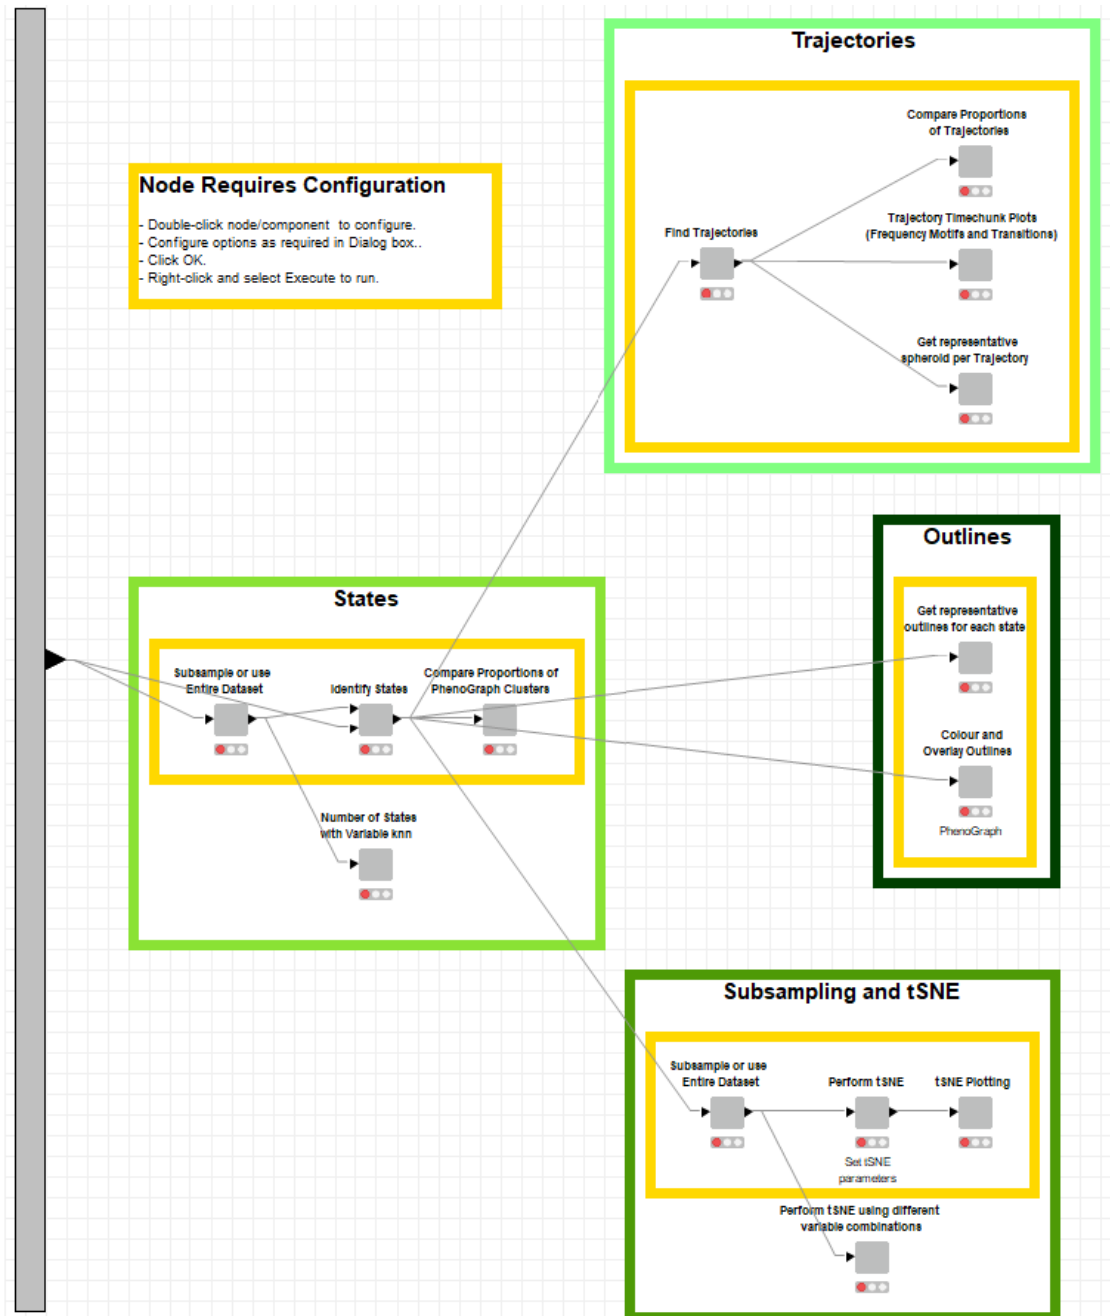 Trajectories
Compare Proportions
of Trajectories
Trajectory Timechunk Plots
(Frequency Motifs and Transitions)
Find Trajectories
Get representative
spheroid per Trajectory
Node Requires Configuration
- Double-click node/component  to configure.
- Configure options as required in Dialog box..
- Click OK.
- Right-click and select Execute to run.
Outlines
Get representative
outlines for each state
Colour and
Overlay Outlines
PhenoGraph
States
Subsample or use
Entire Dataset
Identify States
Compare Proportions of
PhenoGraph Clusters
Number of States
with Variable knn
Subsampling and tSNE
Subsample or use
Entire Dataset
Perform tSNE
tSNE Plotting
Set tSNE
parameters
Perform tSNE using different
variable combinations